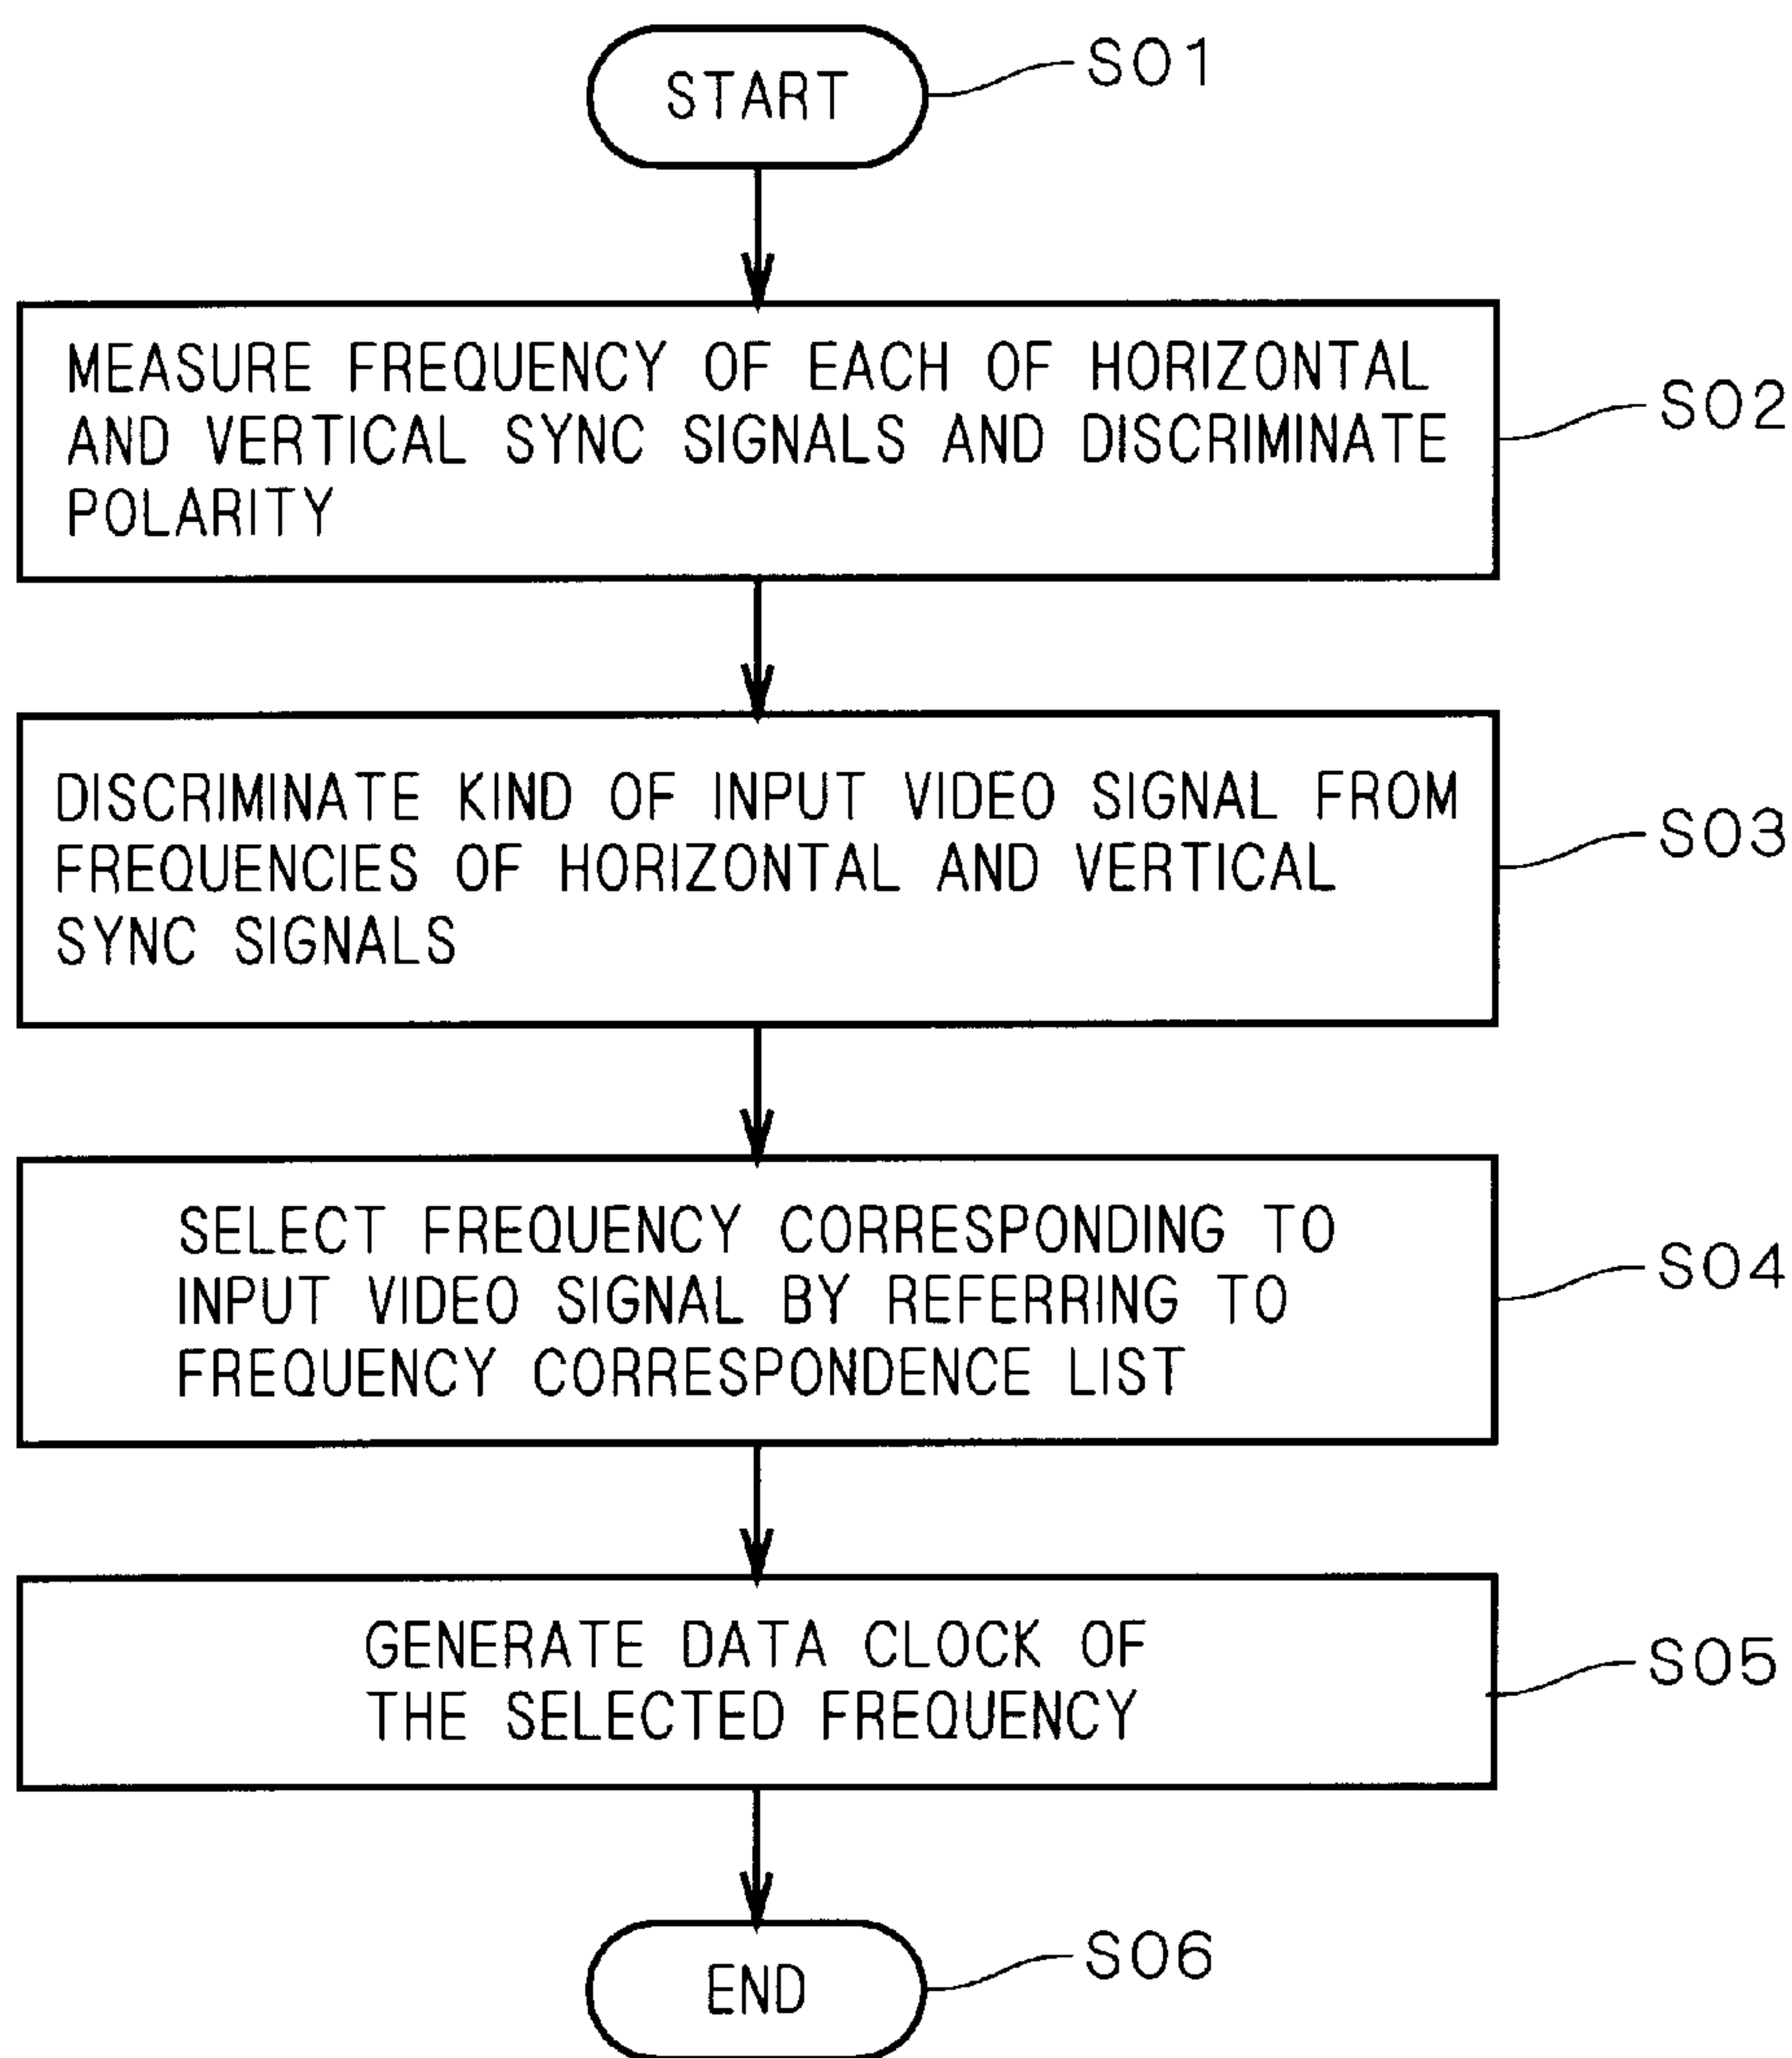 START
S01
MEASURE FREQUENCY OF EACH OF HORIZONTAL
AND VERTICAL SYNC SIGNALS AND DISCRIMINATE
POLARITY
S02
DISCRIMINATE KIND OF INPUT VIDEO SIGNAL FROM
FREQUENCIES OF HORIZONTAL AND VERTICAL
SYNC SIGNALS
S03
SELECT FREQUENCY CORRESPONDING TO
INPUT VIDEO SIGNAL BY REFERRING TO
FREQUENCY CORRESPONDENCE LIST
S04
GENERATE DATA CLOCK OF
THE SELECTED FREQUENCY
S05
END
S06